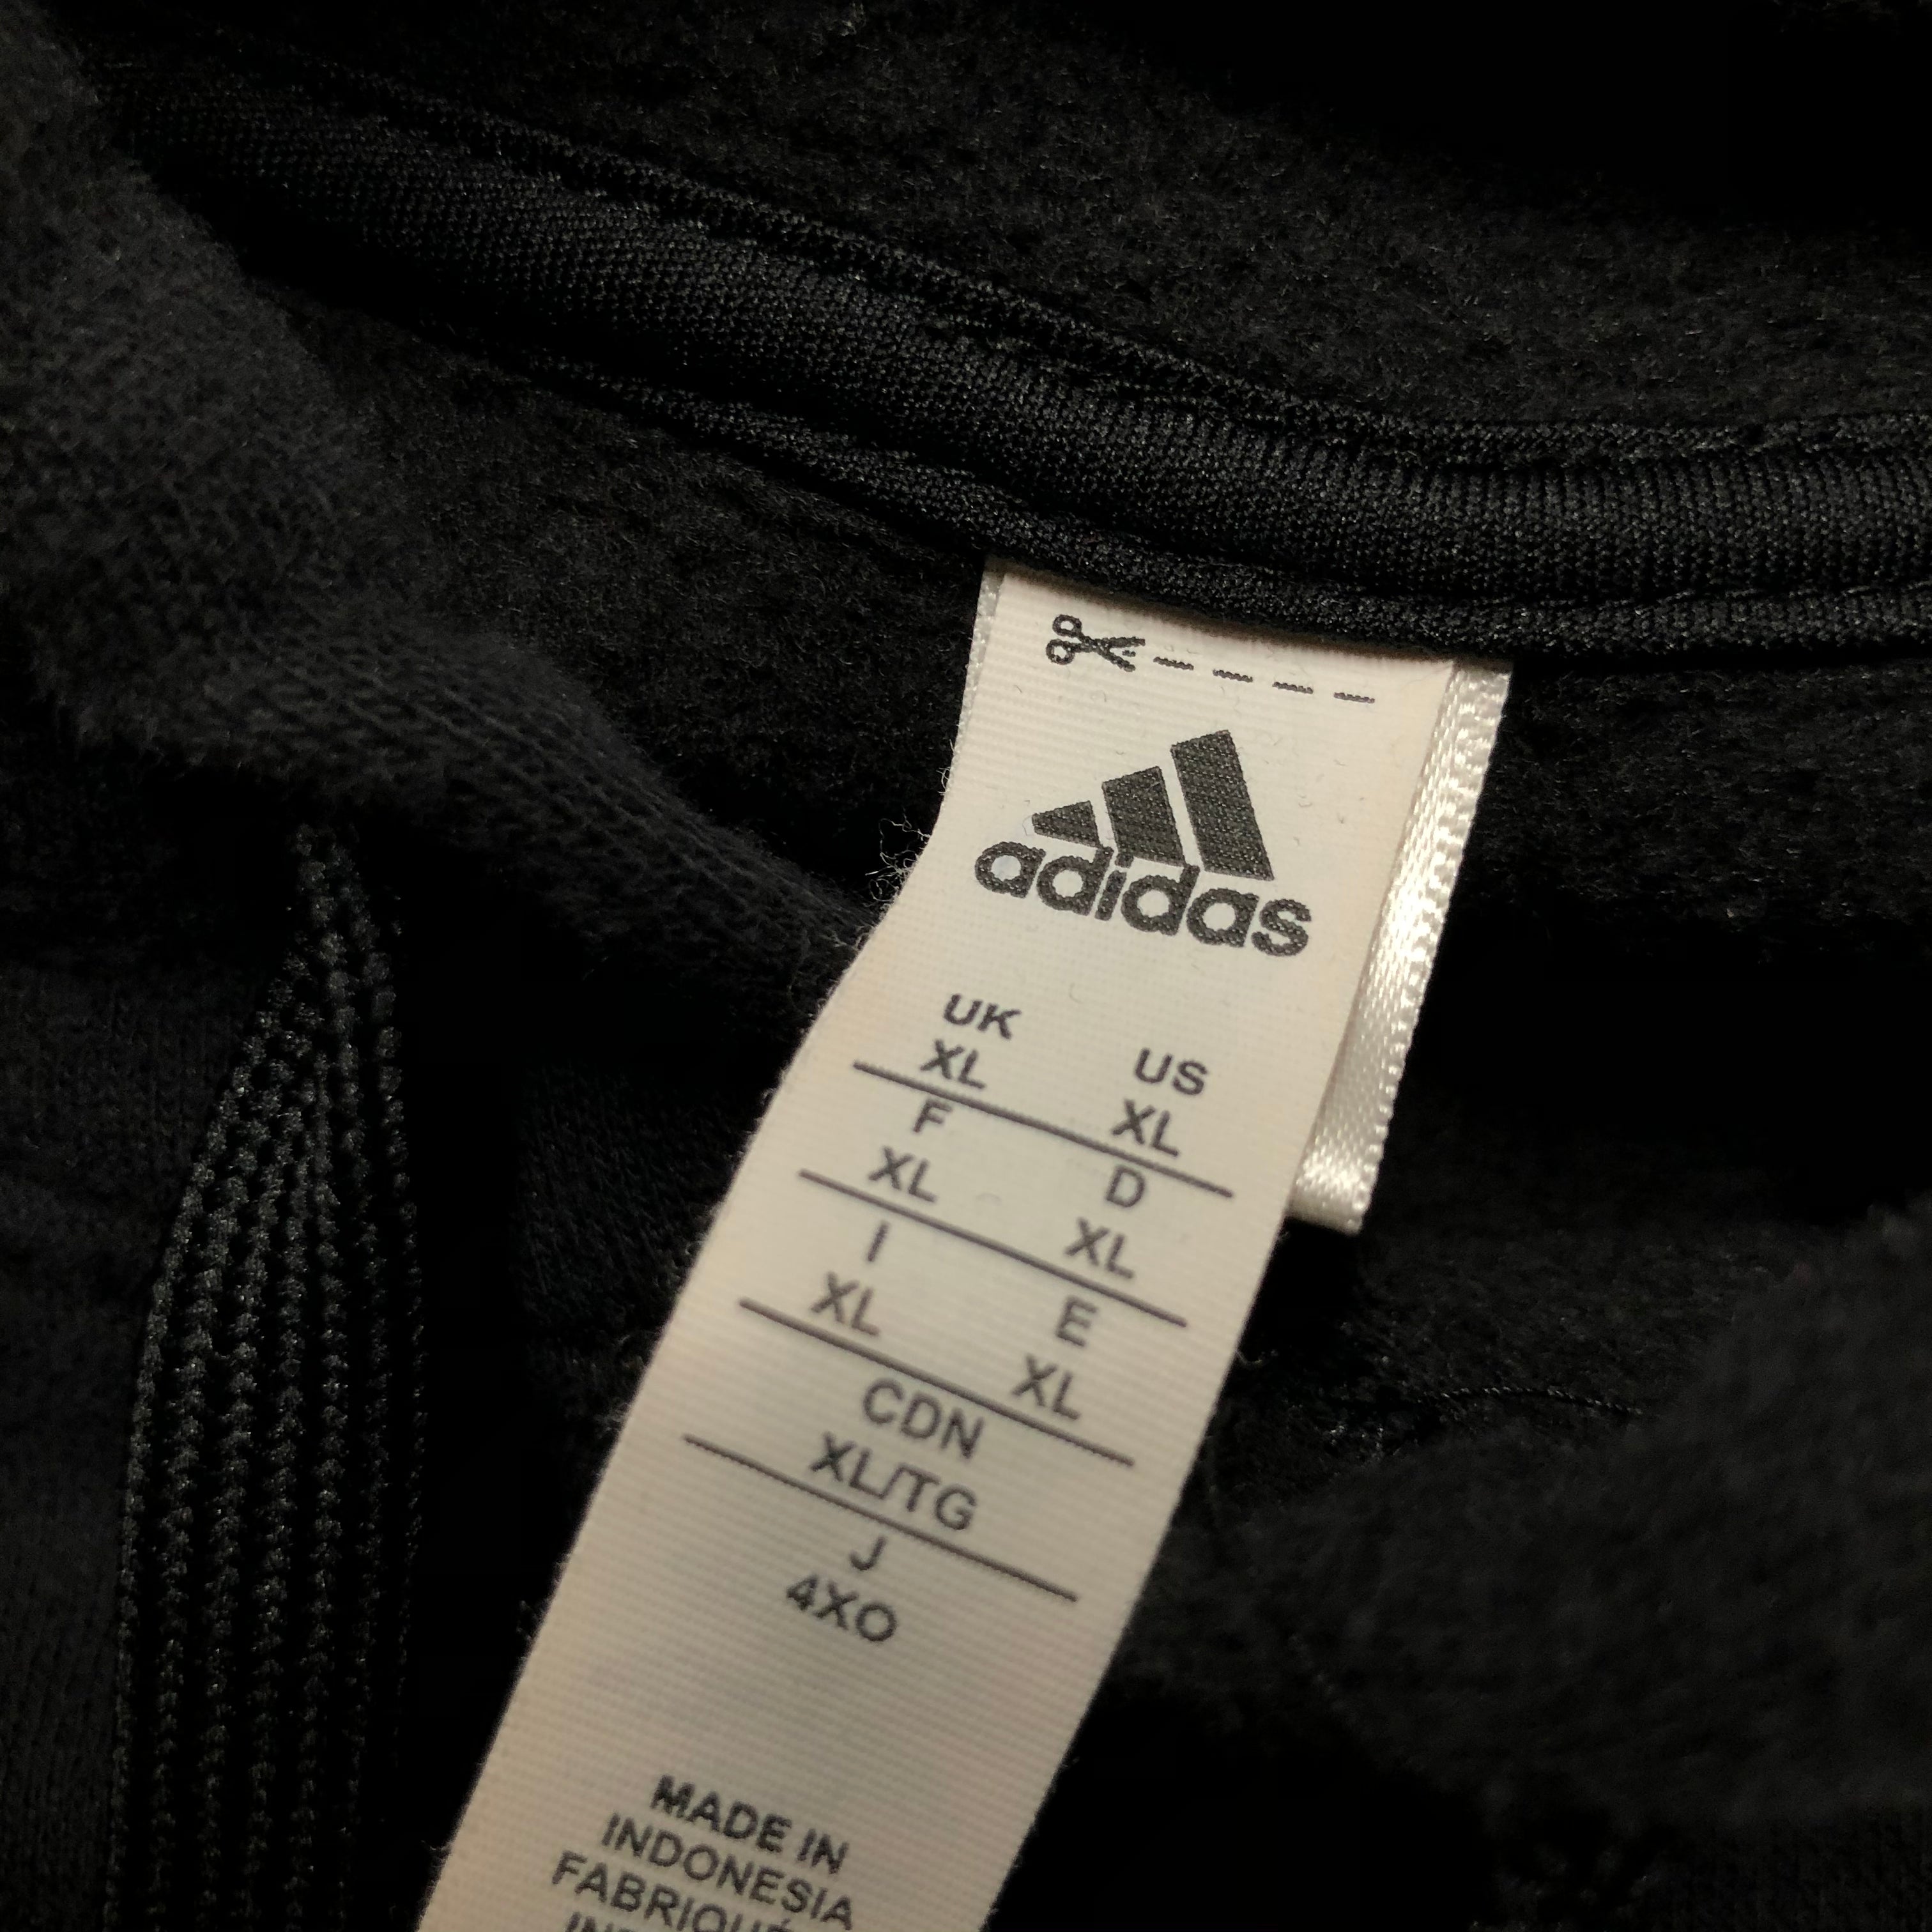 adidas
UK US
XL XL
F D
XL XL
I E
XL XL
CDN
XL/TG
J
4XO
MADE IN
INDONESIA
FABRIQUÉ